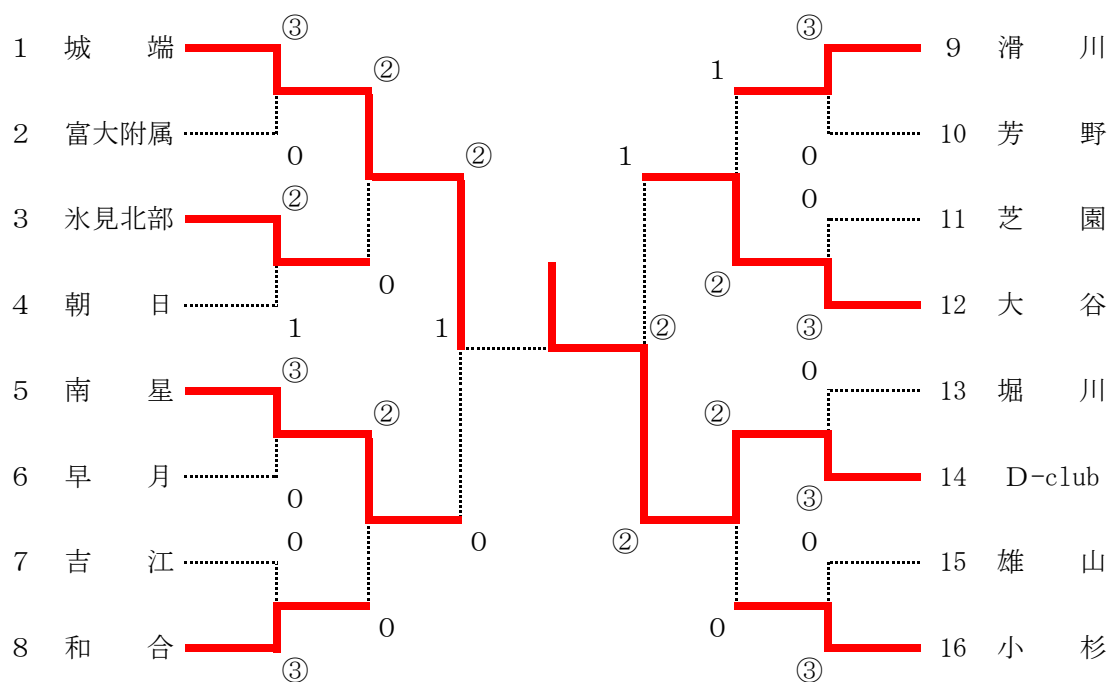 ③ ③
1 城 端 9 滑 川
② 1
2 富大附属 10 芳 野
0 ② 1 0
② 0
3 氷見北部 11 芝 園
0 ②
4 朝 日 12 大 谷
1 1 ② ③
③ 0
5 南 星 13 堀 川
② ②
6 早 月 14 D-club
0 ③
0 0 ② 0
7 吉 江 15 雄 山
0 0
8 和 合 16 小 杉
③ ③